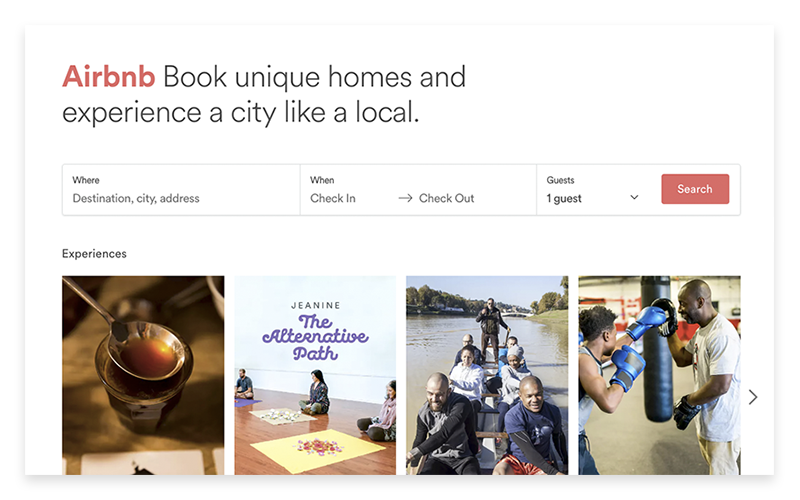 Airbnb Book unique homes and
experience a city like a local.
Where
Destination, city, address
When
Check In → Check Out
Guests
1 guest
Search
Experiences
JEANINE
The
Alternative
Path